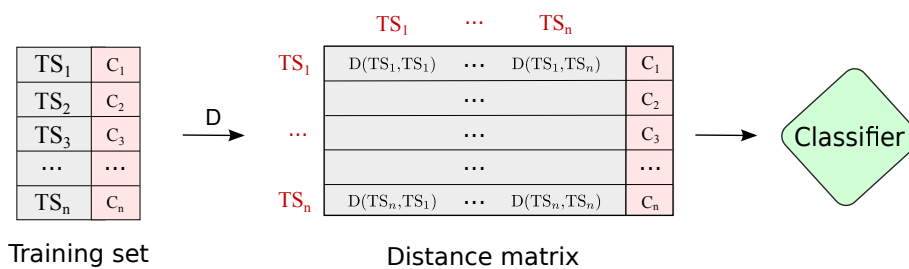 TS₁ ... TSₙ
TS₁ C₁
TS₂ C₂
TS₃ C₃
... ...
TSₙ Cₙ
Training set
D
TS₁ D(TS₁,TS₁) ... D(TS₁,TSₙ) C₁
... C₂
... ... C₃
... ...
TSₙ D(TSₙ,TS₁) ... D(TSₙ,TSₙ) Cₙ
Distance matrix
Classifier